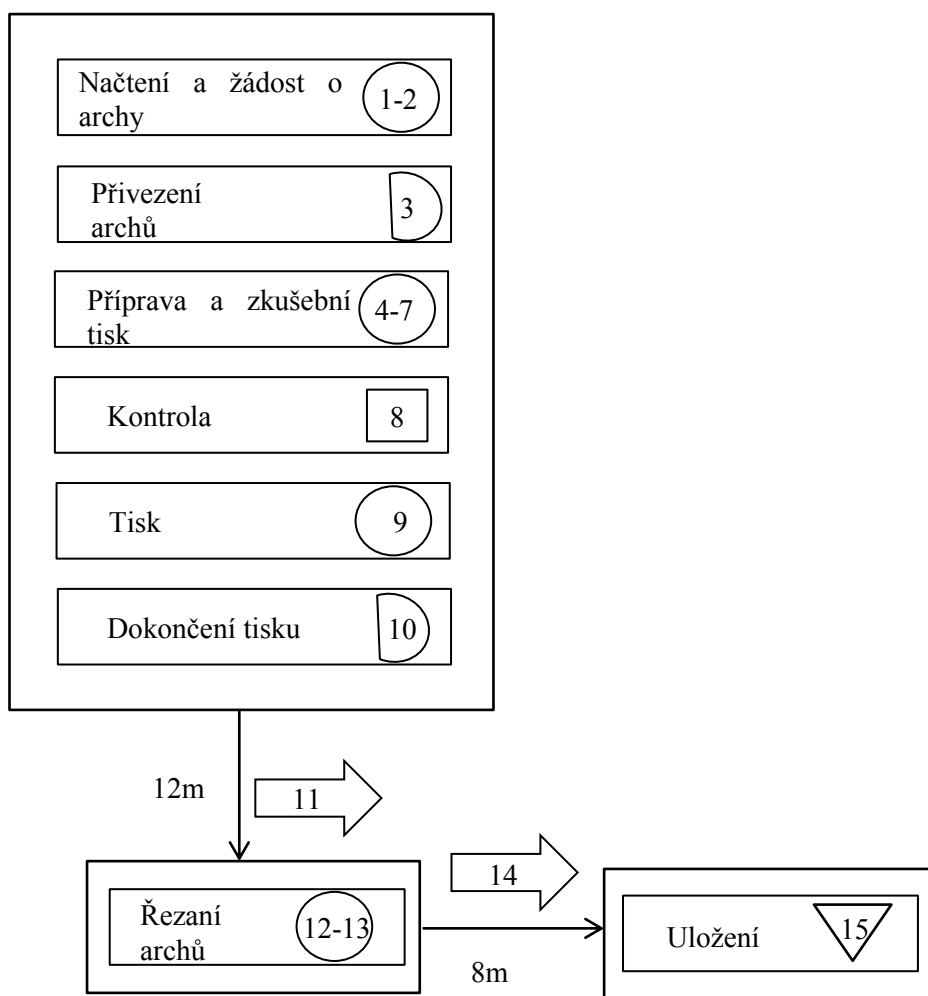 Načtení a žádost o
archy
1-2
Přivezení
archů
3
Příprava a zkušební
tisk
4-7
Kontrola
8
Tisk
9
Dokončení tisku
10
12m
11
14
Řezaní
archů
12-13
8m
Uložení
15